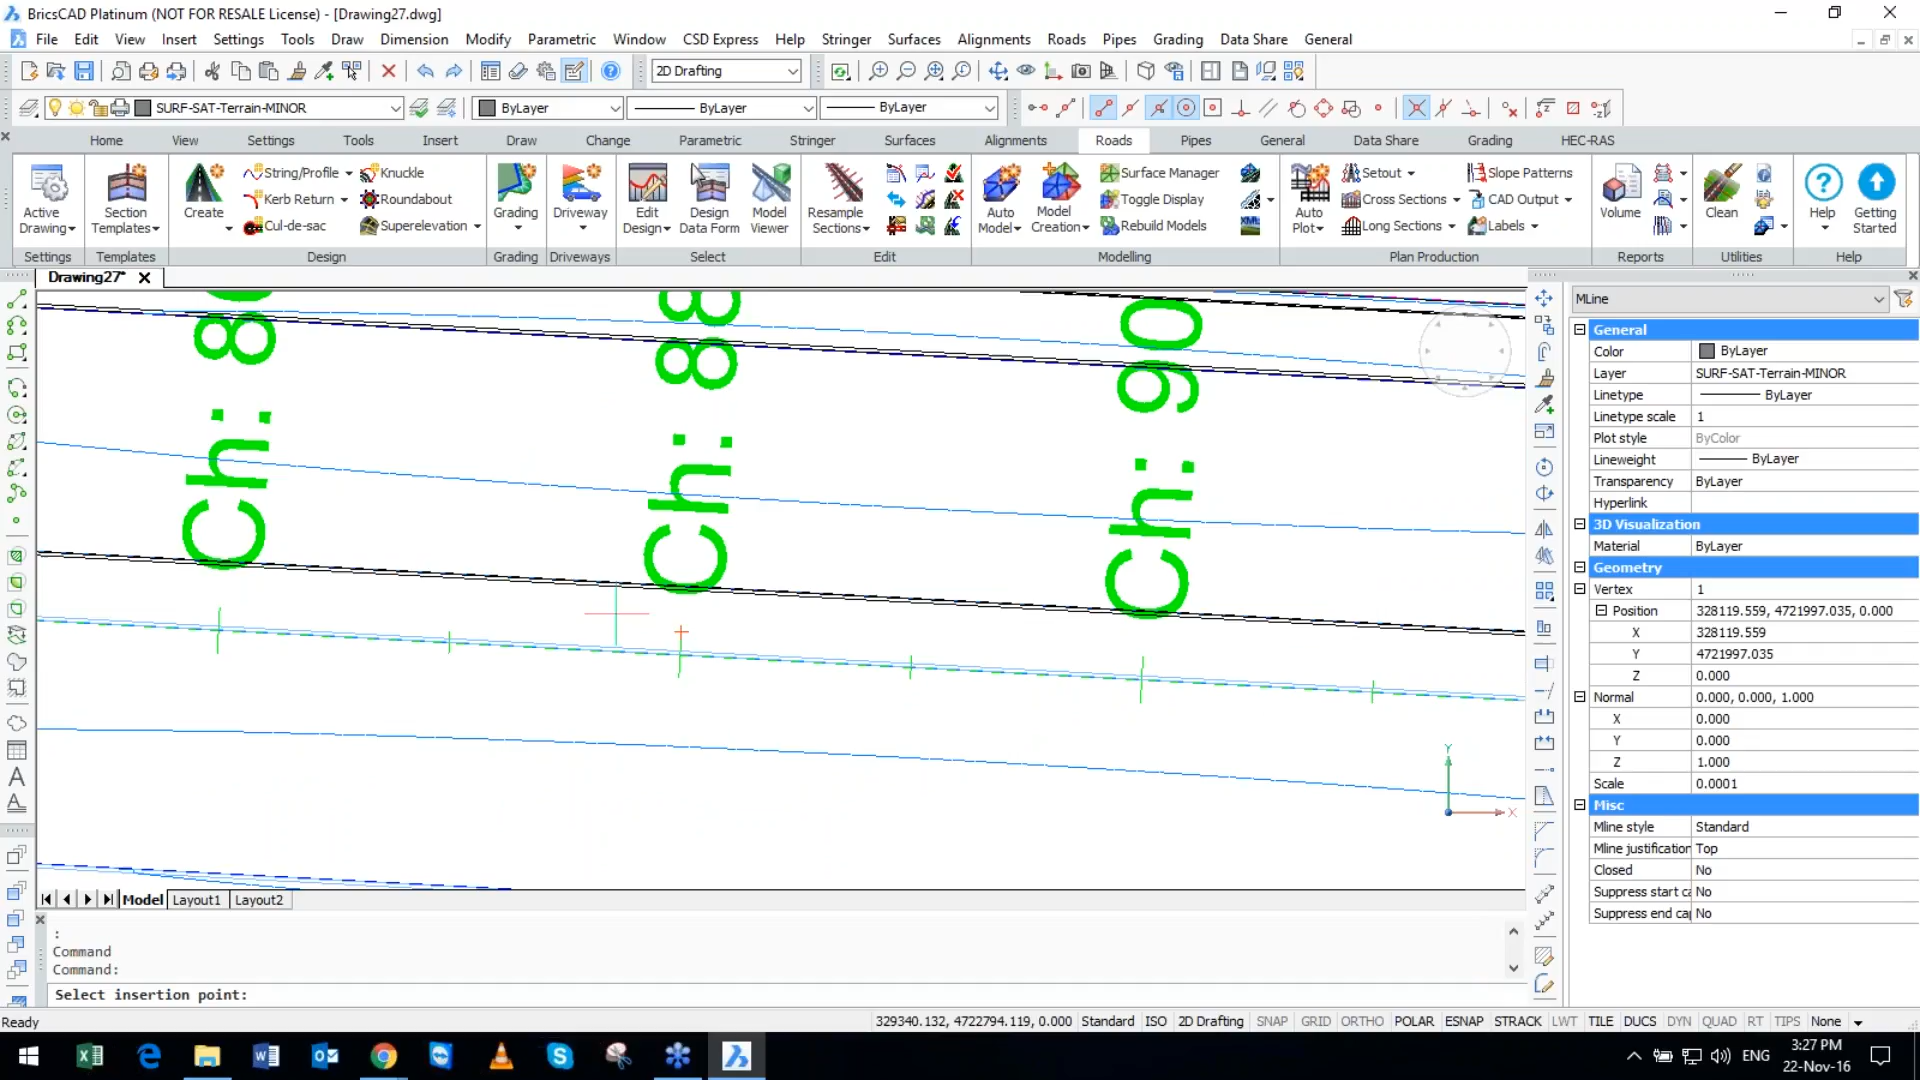 BricsCAD Platinum (NOT FOR RESALE License) - [Drawing27.dwg]
File Edit View Insert Settings Tools Draw Dimension Modify Parametric Window CSD Express Help Stringer Surfaces Alignments Roads Pipes Grading Data Share General
2D Drafting
SURF-SAT-Terrain-MINOR ByLayer ByLayer ByLayer
Home View Settings Tools Insert Draw Change Parametric Stringer Surfaces Alignments Roads Pipes General Data Share Grading HEC-RAS
String/Profile Knuckle Surface Manager Setout Slope Patterns
Kerb Return Roundabout Toggle Display Cross Sections CAD Output
Cul-de-sac Superelevation Rebuild Models Long Sections Labels
Active Drawing
Section Templates
Create
Grading
Driveway
Edit Design
Design Data Form
Model Viewer
Resample Sections
Auto Model
Model Creation
Auto Plot
Volume
Clean
Help
Getting Started
Settings Templates Design Grading Driveways Select Edit Modelling Plan Production Reports Utilities Help
Drawing27*
Ch: 8
Ch: 88
Ch: 90
Y
X
MLine
General
Color ByLayer
Layer SURF-SAT-Terrain-MINOR
Linetype ByLayer
Linetype scale 1
Plot style ByColor
Lineweight ByLayer
Transparency ByLayer
Hyperlink
3D Visualization
Material ByLayer
Geometry
Vertex 1
Position 328119.559, 4721997.035, 0.000
X 328119.559
Y 4721997.035
Z 0.000
Normal 0.000, 0.000, 1.000
X 0.000
Y 0.000
Z 1.000
Scale 0.0001
Misc
Mline style Standard
Mline justification Top
Closed No
Suppress start ca No
Suppress end cap No
Model Layout1 Layout2
:
Command
Command:
Select insertion point:
Ready 329340.132, 4722794.119, 0.000 Standard ISO 2D Drafting SNAP GRID ORTHO POLAR ESNAP STRACK LWT TILE DUCS DYN QUAD RT TIPS None
ENG
3:27 PM
22-Nov-16